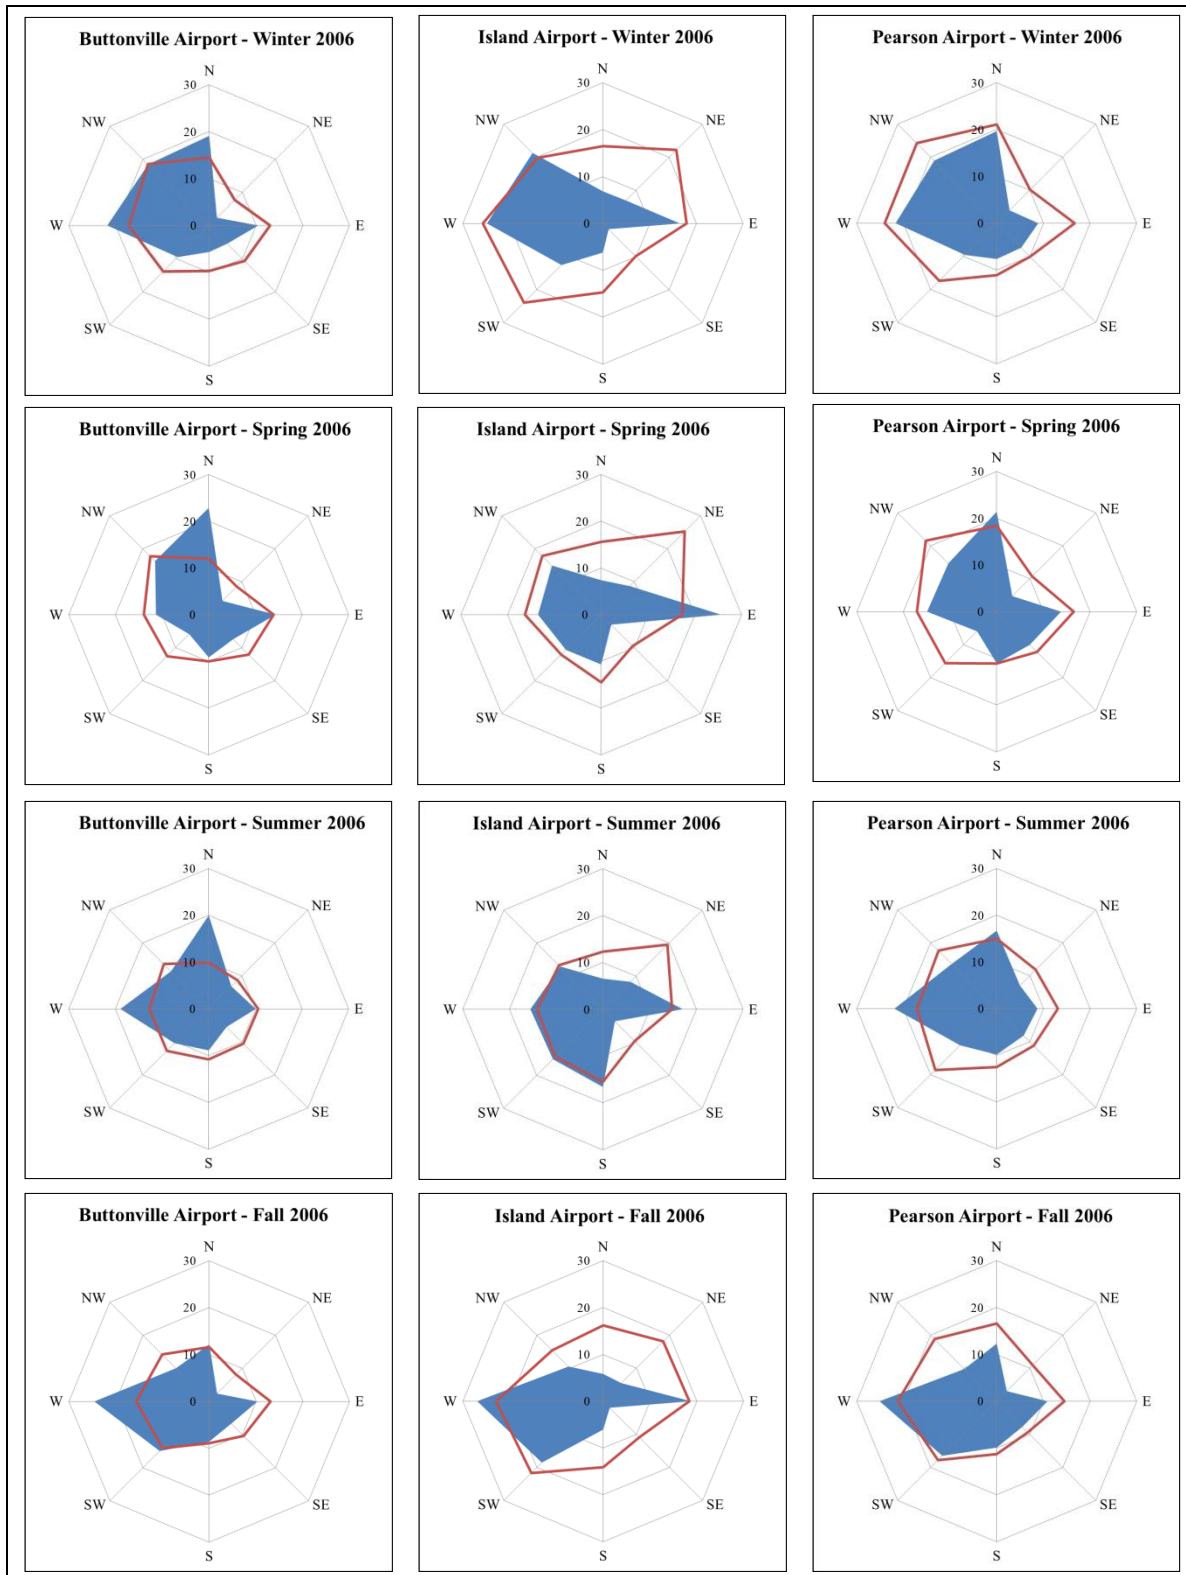 Buttonville Airport - Winter 2006
N
30
NW
NE
20
10
W
0
E
SW
SE
S
Island Airport - Winter 2006
N
30
NW
NE
20
10
W
0
E
SW
SE
S
Pearson Airport - Winter 2006
N
30
NW
NE
20
10
W
0
E
SW
SE
S
Buttonville Airport - Spring 2006
N
30
NW
NE
20
10
W
0
E
SW
SE
S
Island Airport - Spring 2006
N
30
NW
NE
20
10
W
0
E
SW
SE
S
Pearson Airport - Spring 2006
N
30
NW
NE
20
10
W
0
E
SW
SE
S
Buttonville Airport - Summer 2006
N
30
NW
NE
20
10
W
0
E
SW
SE
S
Island Airport - Summer 2006
N
30
NW
NE
20
10
W
0
E
SW
SE
S
Pearson Airport - Summer 2006
N
30
NW
NE
20
10
W
0
E
SW
SE
S
Buttonville Airport - Fall 2006
N
30
NW
NE
20
10
W
0
E
SW
SE
S
Island Airport - Fall 2006
N
30
NW
NE
20
10
W
0
E
SW
SE
S
Pearson Airport - Fall 2006
N
30
NW
NE
20
10
W
0
E
SW
SE
S